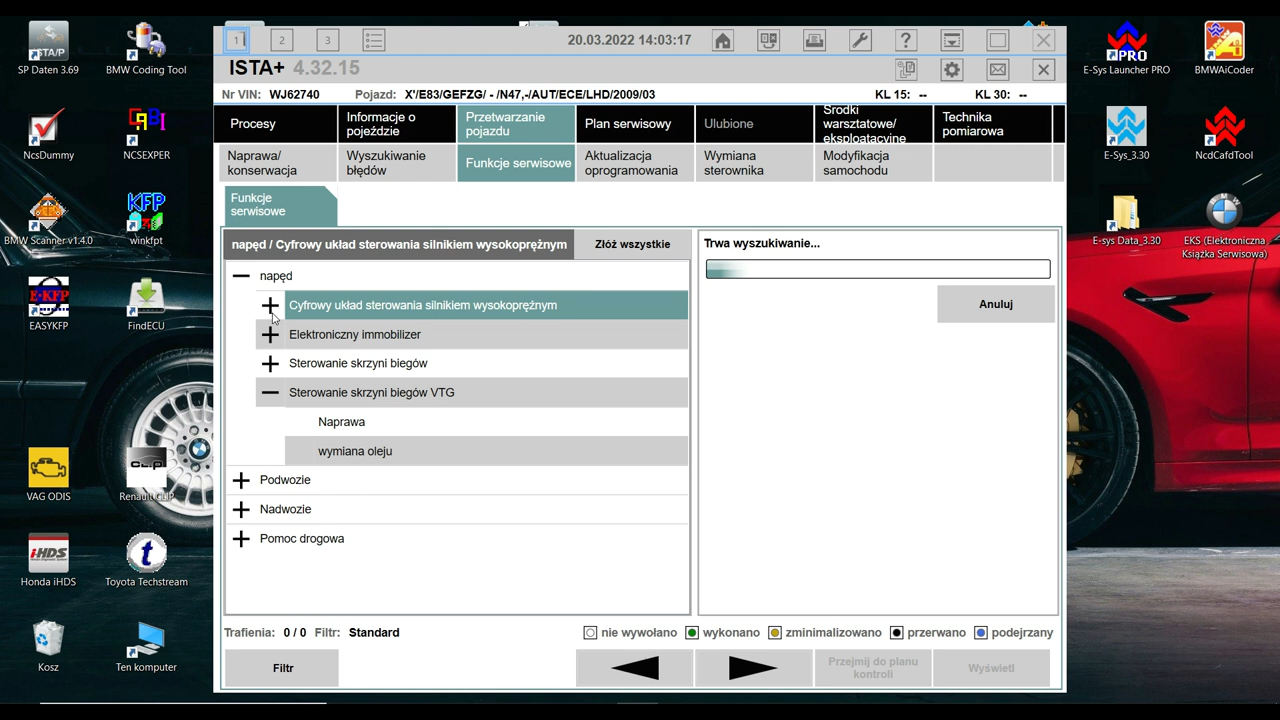 1 2 3 20.03.2022 14:03:17
ISTA+ 4.32.15
Nr VIN: WJ62740 Pojazd: X'/E83/GEFZG/ - /N47,-/AUT/ECE/LHD/2009/03 KL 15: -- KL 30: --
Procesy
Informacje o
pojeździe
Przetwarzanie
pojazdu
Plan serwisowy
Ulubione
Środki
warsztatowe/
eksploatacyjne
Technika
pomiarowa
Naprawa/
konserwacja
Wyszukiwanie
błędów
Funkcje serwisowe
Aktualizacja
oprogramowania
Wymiana
sterownika
Modyfikacja
samochodu
Funkcje
serwisowe
napęd / Cyfrowy układ sterowania silnikiem wysokoprężnym
Złóż wszystkie
napęd
Cyfrowy układ sterowania silnikiem wysokoprężnym
Elektroniczny immobilizer
Sterowanie skrzyni biegów
Sterowanie skrzyni biegów VTG
Naprawa
wymiana oleju
Podwozie
Nadwozie
Pomoc drogowa
Trwa wyszukiwanie...
Anuluj
Trafienia: 0 / 0 Filtr: Standard
nie wywołano wykonano zminimalizowano przerwano podejrzany
Filtr
Przejmij do planu
kontroli
Wyświetl
STA/P
SP Daten 3.69
BMW Coding Tool
NcsDummy
NCSEXPER
BMW Scanner v1.4.0
KFP
winkfpt
E-KFP
EASYKFP
FindECU
VAG ODIS
CLIP
Renault CLIP
iHDS
Honda iHDS
t
Toyota Techstream
Kosz
Ten komputer
PRO
E-Sys Launcher PRO
BMWAiCoder
E-Sys_3.30
NcdCafdTool
E-sys Data_3.30
EKS (Elektroniczna
Książka Serwisowa)